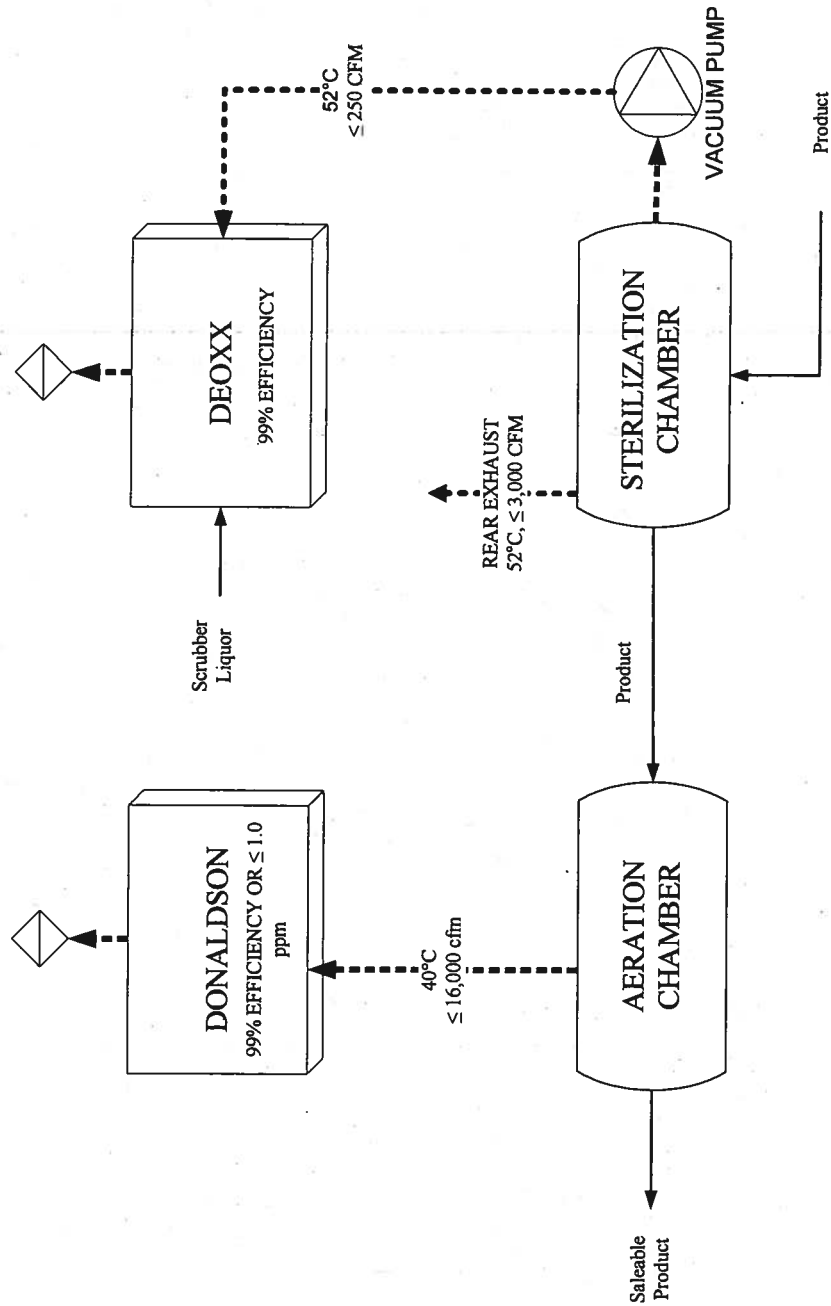 DONALDSON
99% EFFICIENCY OR ≤ 1.0
ppm
Scrubber
Liquor
DEOXX
99% EFFICIENCY
52°C
≤ 250 CFM
40°C
≤ 16,000 cfm
REAR EXHAUST
52°C, ≤ 3,000 CFM
Saleable
Product
AERATION
CHAMBER
Product
STERILIZATION
CHAMBER
VACUUM PUMP
Product